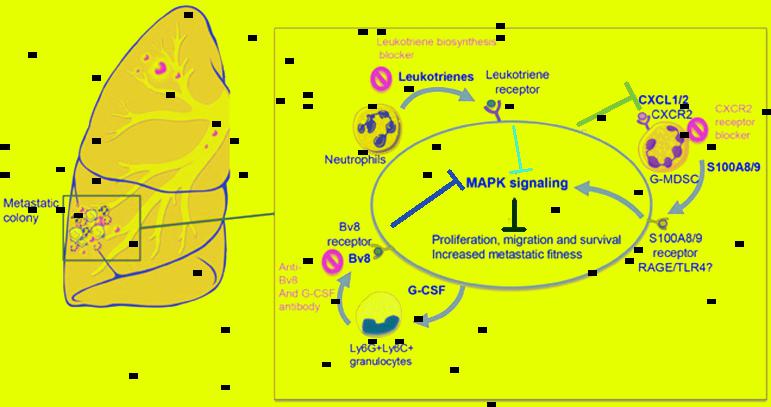 Leukotriene biosynthesis
blocker
Leukotrienes
Leukotriene
receptor
CXCL1/2
CXCR2
CXCR2
receptor
blocker
Neutrophils
G-MDSC
S100A8/9
MAPK signaling
Metastatic
colony
Bv8
receptor
Bv8
Proliferation, migration and survival
Increased metastatic fitness
S100A8/9
receptor
RAGE/TLR4?
Anti-
Bv8
And G-CSF
antibody
G-CSF
Ly6G+Ly6C+
granulocytes